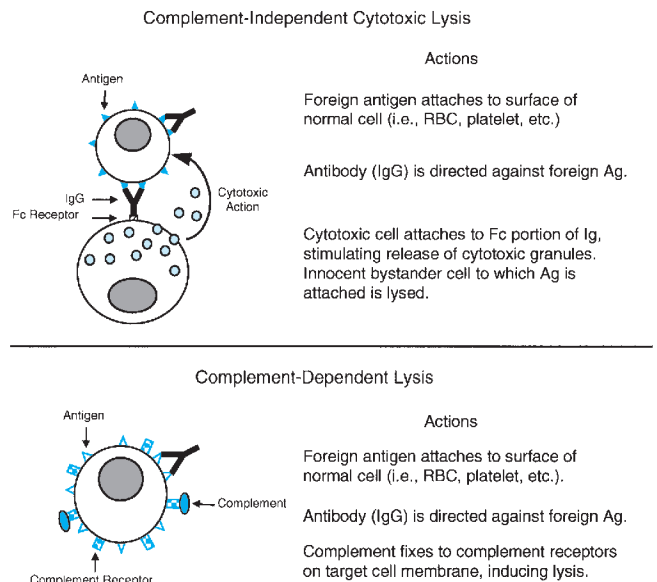 Complement-Independent Cytotoxic Lysis
Actions
Antigen
Foreign antigen attaches to surface of
normal cell (i.e., RBC, platelet, etc.)
Antibody (IgG) is directed against foreign Ag.
IgG
Fc Receptor
Cytotoxic
Action
Cytotoxic cell attaches to Fc portion of Ig,
stimulating release of cytotoxic granules.
Innocent bystander cell to which Ag is
attached is lysed.
Complement-Dependent Lysis
Antigen
Actions
Foreign antigen attaches to surface of
normal cell (i.e., RBC, platelet, etc.).
Complement
Antibody (IgG) is directed against foreign Ag.
Complement fixes to complement receptors
on target cell membrane, inducing lysis.
Complement Receptor